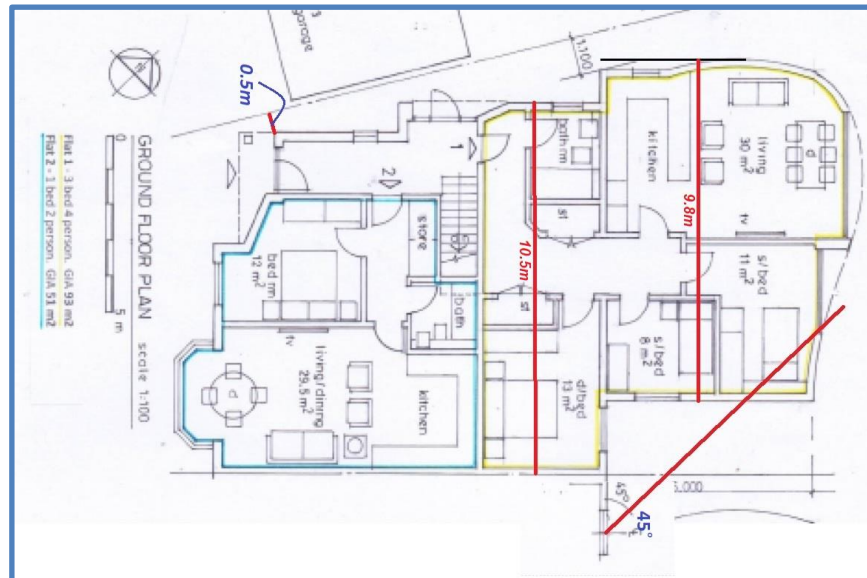 garage
1:100
0.5m
GROUND FLOOR PLAN scale 1:100
0 5 m
Flat 1 - 3 bed 4 person. GIA 93 m2
Flat 2 - 1 bed 2 person. GIA 51 m2
1
2
bath rm
kitchen
living
30 m²
d
tv
st
9.8m
10.5m
s/bed
11 m²
store
bed rm
12 m²
bath
st
s/bed
8 m²
d/bed
13 m²
tv
living/dining
29.5 m²
d
kitchen
45°
45°
5.000